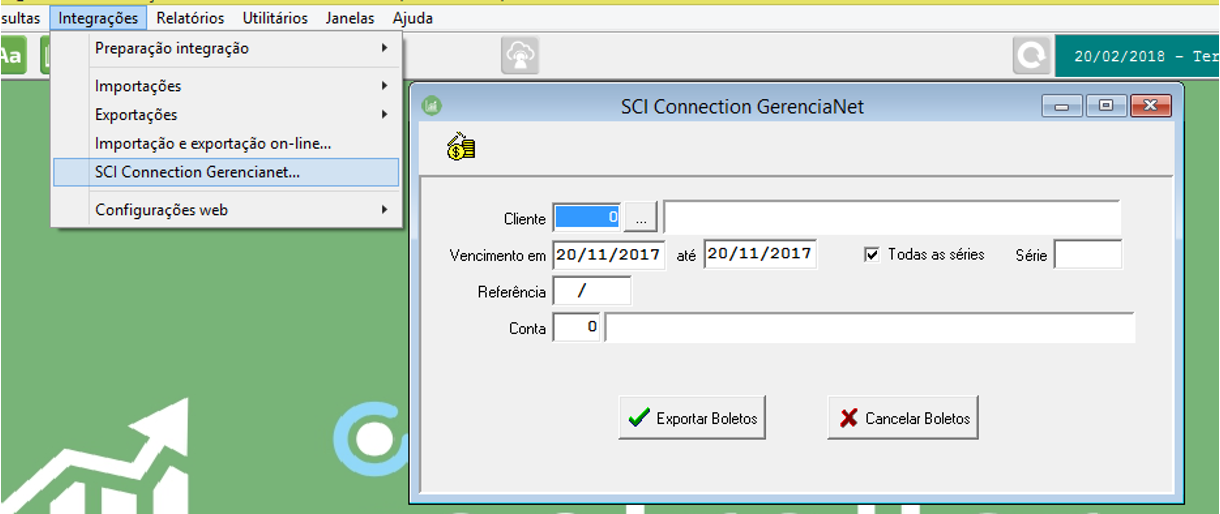 sultas Integrações Relatórios Utilitários Janelas Ajuda
Aa
20/02/2018 - Ter
Preparação integração
Importações
Exportações
Importação e exportação on-line...
SCI Connection Gerencianet...
Configurações web
SCI Connection GerenciaNet
Cliente 0 ...
Vencimento em 20/11/2017 até 20/11/2017 Todas as séries Série
Referência /
Conta 0
Exportar Boletos Cancelar Boletos